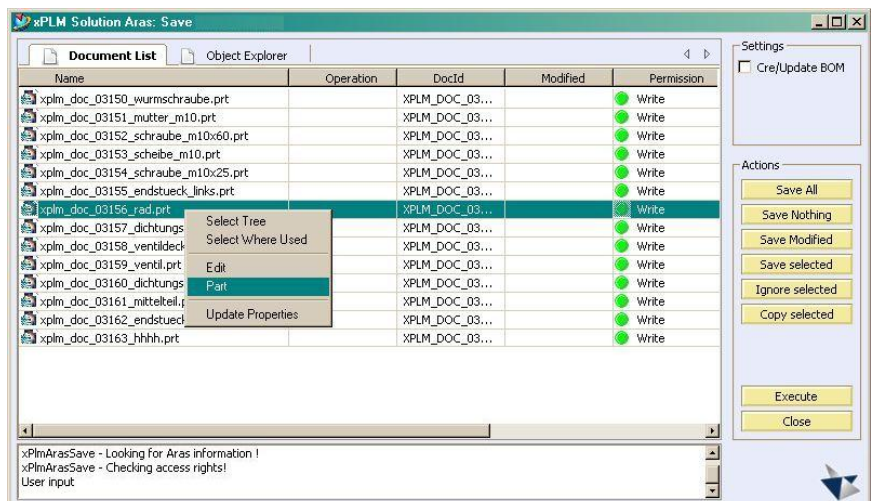 xPLM Solution Aras: Save
Document List
Object Explorer
Settings
Cre/Update BOM
Name Operation DocId Modified Permission
xplm_doc_03150_wurmschraube.prt XPLM_DOC_03... Write
xplm_doc_03151_mutter_m10.prt XPLM_DOC_03... Write
xplm_doc_03152_schraube_m10x60.prt XPLM_DOC_03... Write
xplm_doc_03153_scheibe_m10.prt XPLM_DOC_03... Write
xplm_doc_03154_schraube_m10x25.prt XPLM_DOC_03... Write
xplm_doc_03155_endstueck_links.prt XPLM_DOC_03... Write
xplm_doc_03156_rad.prt XPLM_DOC_03... Write
xplm_doc_03157_dichtungs XPLM_DOC_03... Write
xplm_doc_03158_ventildeck XPLM_DOC_03... Write
xplm_doc_03159_ventil.prt XPLM_DOC_03... Write
xplm_doc_03160_dichtungs XPLM_DOC_03... Write
xplm_doc_03161_mittelteil.p XPLM_DOC_03... Write
xplm_doc_03162_endstueck XPLM_DOC_03... Write
xplm_doc_03163_hhhh.prt XPLM_DOC_03... Write
Select Tree
Select Where Used
Edit
Part
Update Properties
Actions
Save All
Save Nothing
Save Modified
Save selected
Ignore selected
Copy selected
Execute
Close
xPlmArasSave - Looking for Aras information !
xPlmArasSave - Checking access rights!
User input